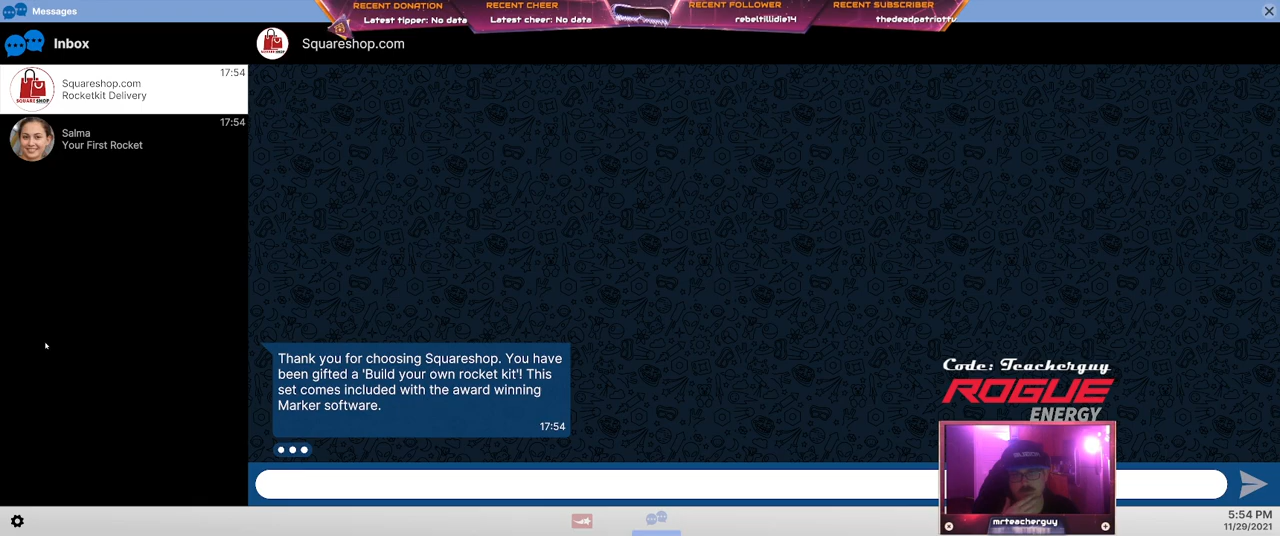 Messages
RECENT DONATION
Latest tipper: No data
RECENT CHEER
Latest cheer: No data
RECENT FOLLOWER
rebeltillidie14
RECENT SUBSCRIBER
thedeadpatriottv
Inbox
Squareshop.com
17:54
Squareshop.com
Rocketkit Delivery
SQUARE SHOP
17:54
Salma
Your First Rocket
Thank you for choosing Squareshop. You have
been gifted a 'Build your own rocket kit'! This
set comes included with the award winning
Marker software.
17:54
Code: Teacherguy
ROGUE
ENERGY
mrteacherguy
5:54 PM
11/29/2021